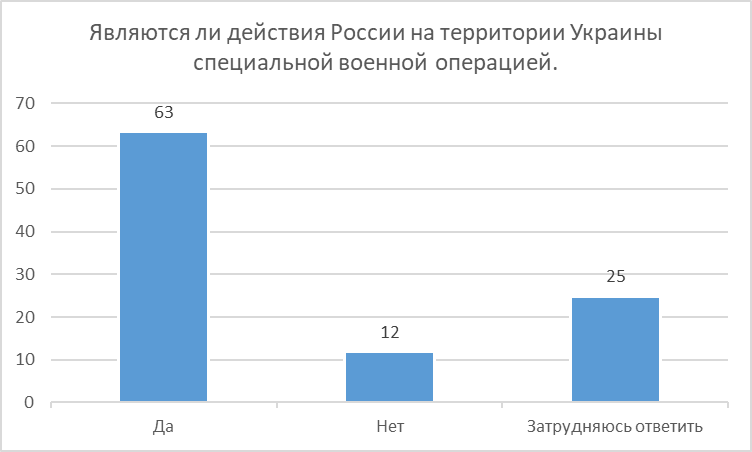 Являются ли действия России на территории Украины
специальной военной операцией.
70
63
60
50
40
30
25
20
12
10
0
Да
Нет
Затрудняюсь ответить